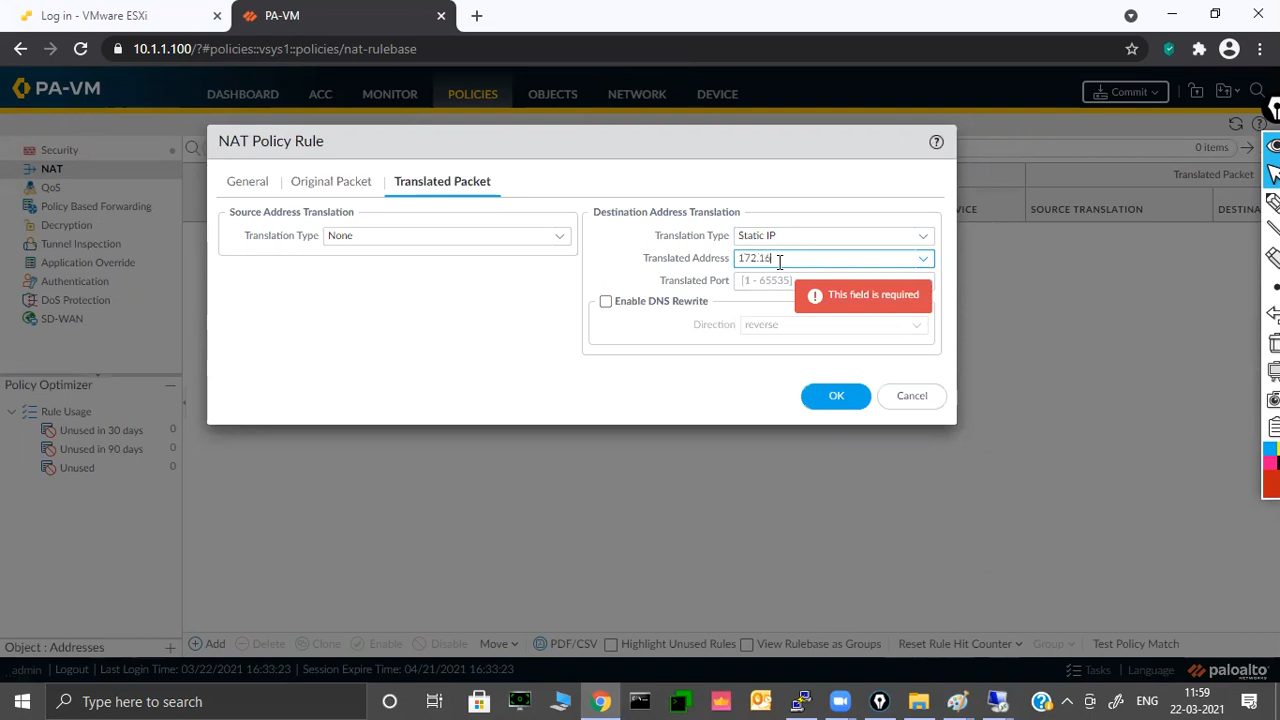 Log in - VMware ESXi
PA-VM
10.1.1.100/?#policies::vsys1::policies/nat-rulebase
PA-VM
DASHBOARD
ACC
MONITOR
POLICIES
OBJECTS
NETWORK
DEVICE
Commit
Security
NAT
QoS
Policy Based Forwarding
Decryption
Tunnel Inspection
Application Override
Authentication
DoS Protection
SD-WAN
0 items
Translated Packet
VICE
SOURCE TRANSLATION
DESTINA
NAT Policy Rule
General
Original Packet
Translated Packet
Source Address Translation
Translation Type
None
Destination Address Translation
Translation Type
Static IP
Translated Address
172.16
Translated Port
[1 - 65535]
This field is required
Enable DNS Rewrite
Direction
reverse
OK
Cancel
Policy Optimizer
Rule Usage
Unused in 30 days 0
Unused in 90 days 0
Unused 0
Object : Addresses
Add
Delete
Clone
Enable
Disable
Move
PDF/CSV
Highlight Unused Rules
View Rulebase as Groups
Reset Rule Hit Counter
Group
Test Policy Match
admin | Logout | Last Login Time: 03/22/2021 16:33:23 | Session Expire Time: 04/21/2021 16:33:23
Tasks | Language
paloalto
NETWORKS
Type here to search
ENG
11:59
22-03-2021